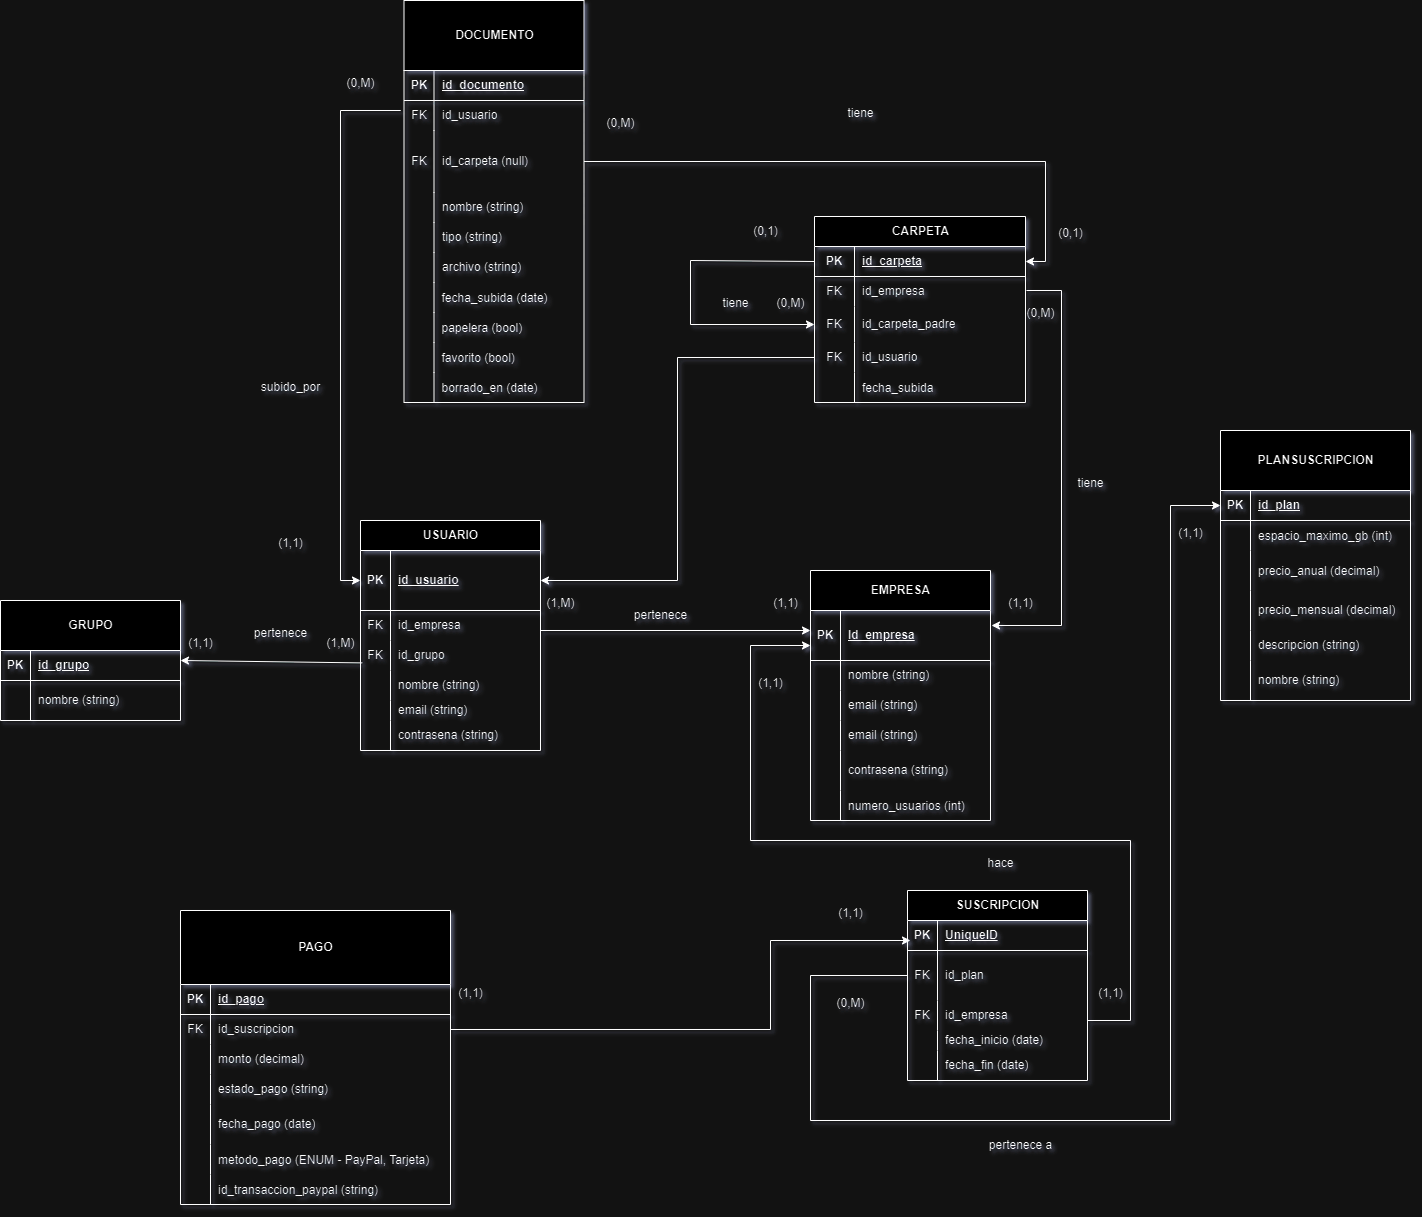 DOCUMENTO
(0,M)
PK id_documento
FK id_usuario
(0,M)
tiene
FK id_carpeta (null)
nombre (string)
tipo (string)
archivo (string)
fecha_subida (date)
papelera (bool)
favorito (bool)
borrado_en (date)
subido_por
(1,1)
CARPETA
(0,1)
(0,1)
PK id_carpeta
FK id_empresa
tiene
(0,M)
(0,M)
FK id_carpeta_padre
FK id_usuario
fecha_subida
tiene
PLANSUSCRIPCION
PK id_plan
(1,1)
espacio_maximo_gb (int)
precio_anual (decimal)
precio_mensual (decimal)
descripcion (string)
nombre (string)
USUARIO
PK id_usuario
(1,M)
pertenece
(1,1)
FK id_empresa
FK id_grupo
nombre (string)
email (string)
contrasena (string)
GRUPO
(1,1)
pertenece
(1,M)
PK id_grupo
nombre (string)
EMPRESA
(1,1)
PK Id_empresa
(1,1)
nombre (string)
email (string)
email (string)
contrasena (string)
numero_usuarios (int)
hace
SUSCRIPCION
(1,1)
PK UniqueID
FK id_plan
(0,M)
(1,1)
FK id_empresa
fecha_inicio (date)
fecha_fin (date)
pertenece a
PAGO
PK id_pago
(1,1)
FK id_suscripcion
monto (decimal)
estado_pago (string)
fecha_pago (date)
metodo_pago (ENUM - PayPal, Tarjeta)
id_transaccion_paypal (string)